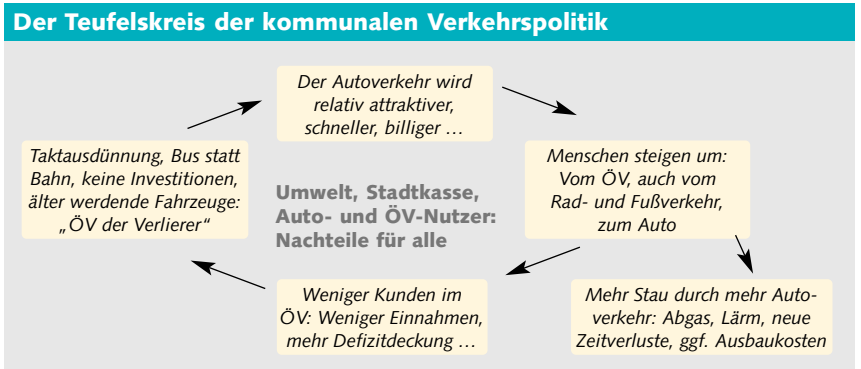 Der Teufelskreis der kommunalen Verkehrspolitik
Der Autoverkehr wird
relativ attraktiver,
schneller, billiger …
Taktausdünnung, Bus statt
Bahn, keine Investitionen,
älter werdende Fahrzeuge:
„ÖV der Verlierer“
Umwelt, Stadtkasse,
Auto- und ÖV-Nutzer:
Nachteile für alle
Menschen steigen um:
Vom ÖV, auch vom
Rad- und Fußverkehr,
zum Auto
Weniger Kunden im
ÖV: Weniger Einnahmen,
mehr Defizitdeckung …
Mehr Stau durch mehr Auto-
verkehr: Abgas, Lärm, neue
Zeitverluste, ggf. Ausbaukosten